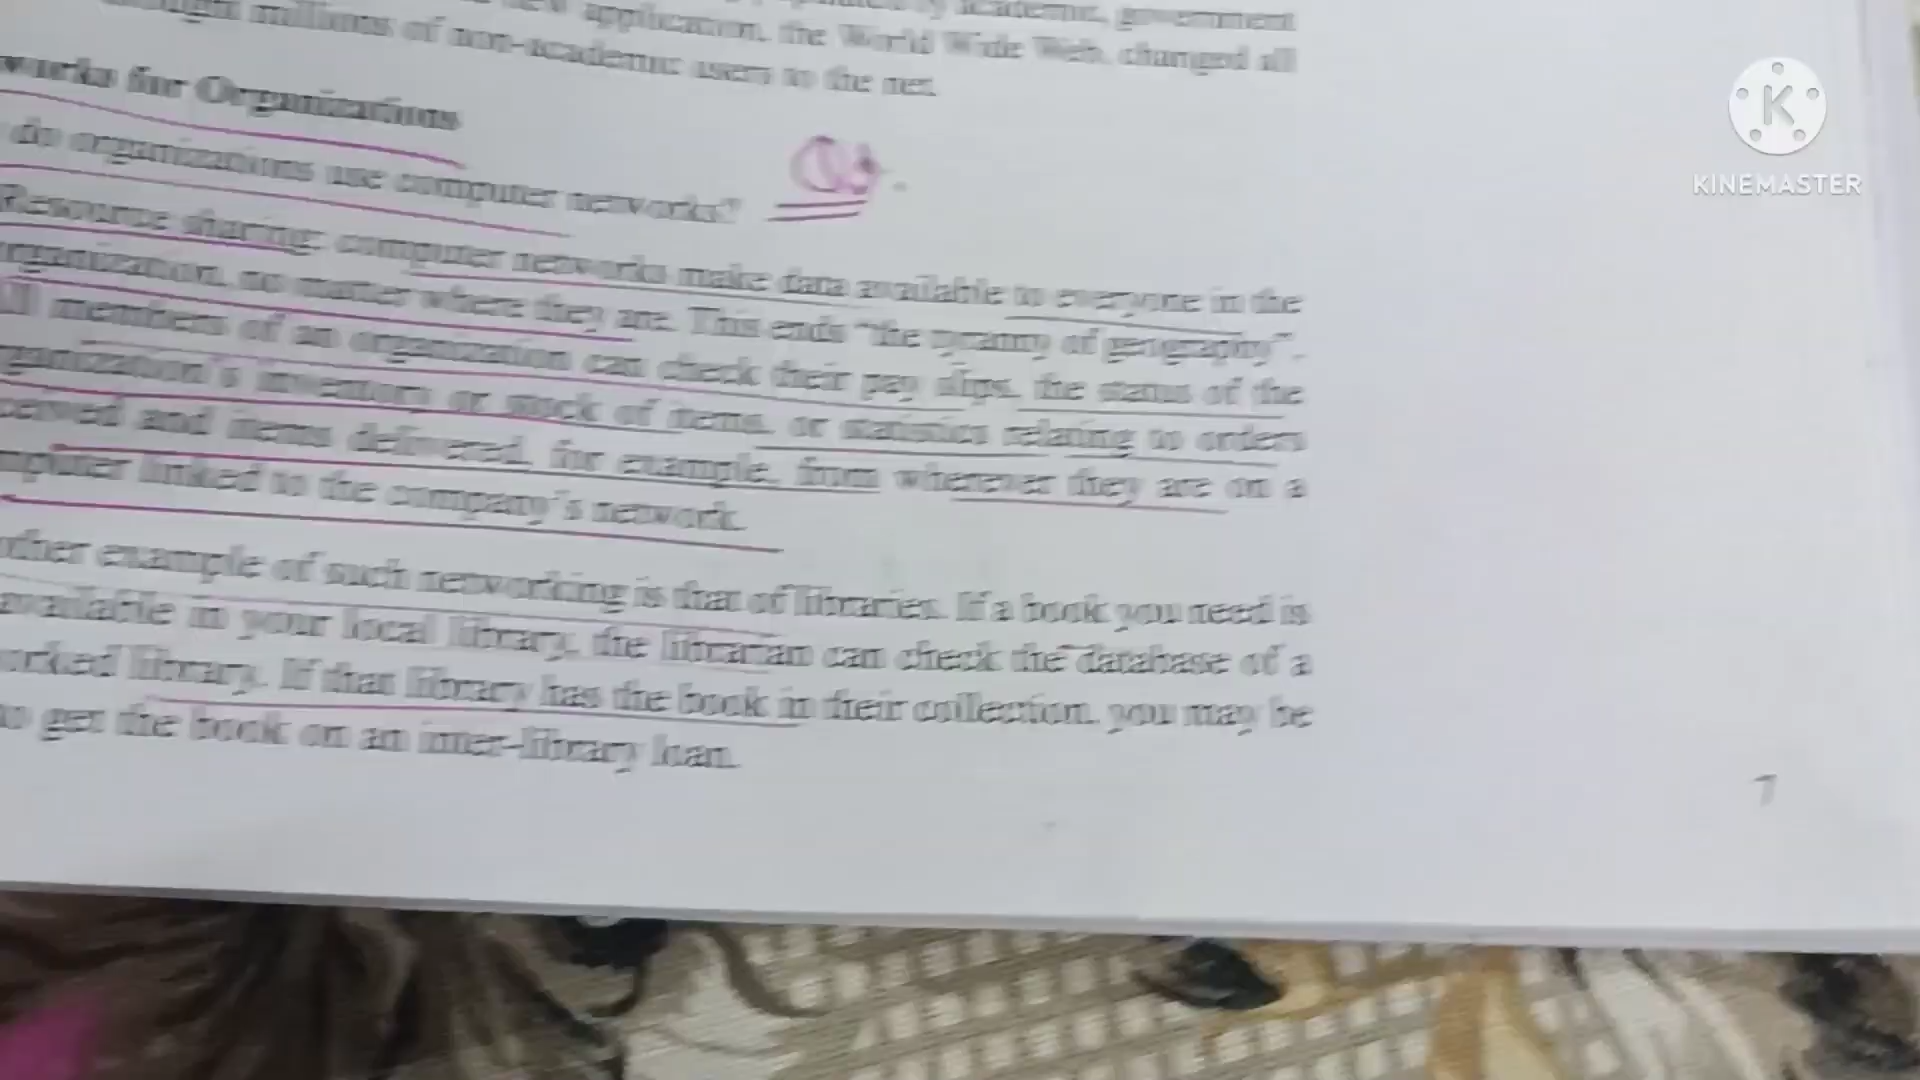 new application, the World Wide Web, changed all
millions of non-academic users to the net.
works for Organizations
do organizations use computer networks?
Resource sharing: computer networks make data available to everyone in the
organization, no matter where they are. This ends "the tyranny of geography".
All members of an organization can check their pay slips, the status of the
ganization's inventory or stock of items, or statistics relating to orders
ceived and items delivered, for example, from wherever they are on a
mputer linked to the company's network.
other example of such networking is that of libraries. If a book you need is
available in your local library, the librarian can check the database of a
orked library. If that library has the book in their collection, you may be
to get the book on an inter-library loan.
7
K
KINEMASTER